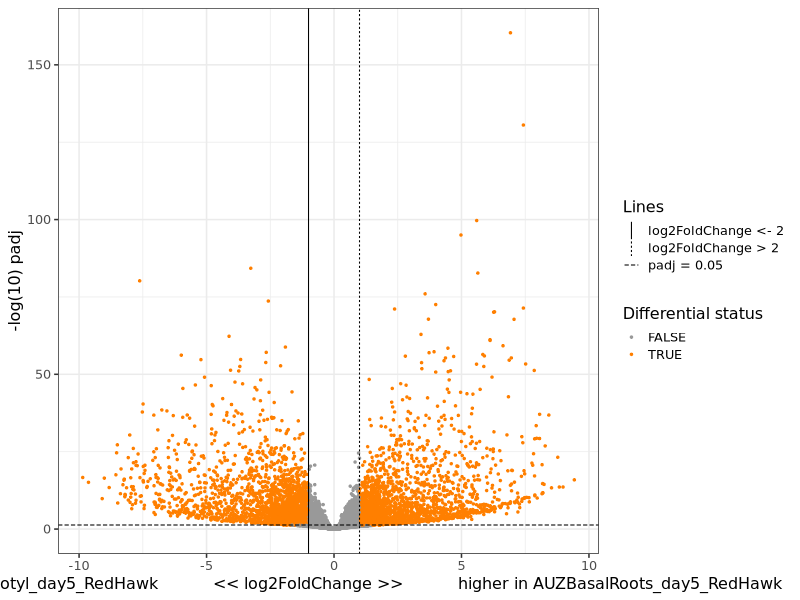 150
100
50
0
-log(10) padj
-10
-5
0
5
10
otyl_day5_RedHawk
<< log2FoldChange >>
higher in AUZBasalRoots_day5_RedHawk
Lines
log2FoldChange <- 2
log2FoldChange > 2
padj = 0.05
Differential status
FALSE
TRUE